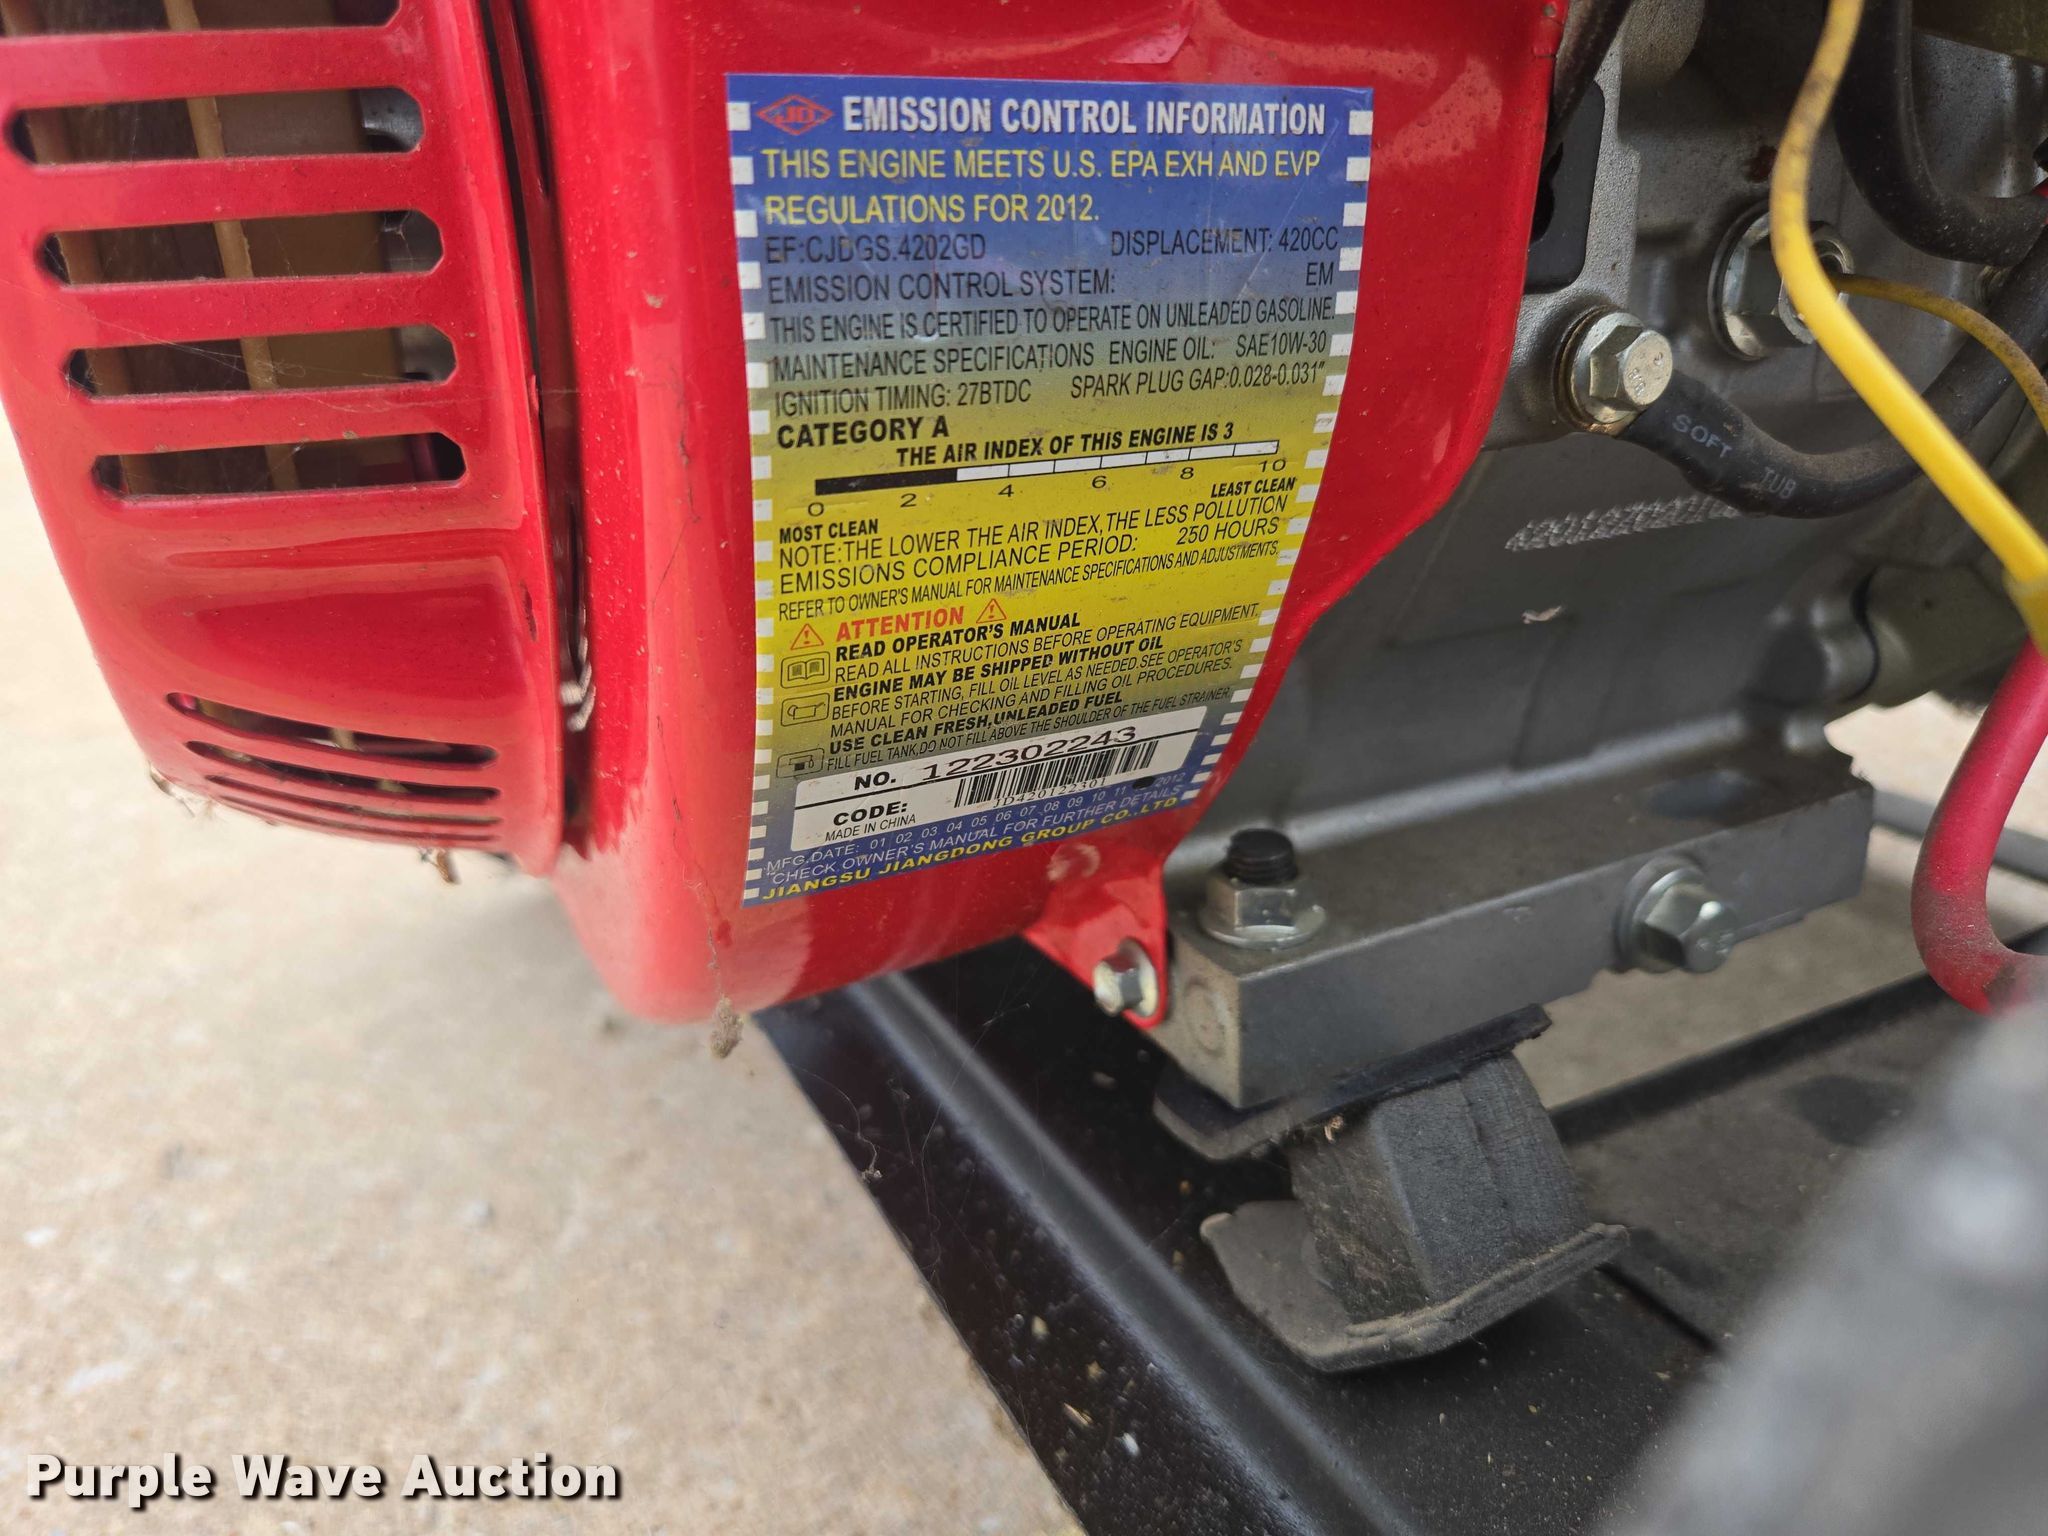 JD EMISSION CONTROL INFORMATION
THIS ENGINE MEETS U.S. EPA EXH AND EVP
REGULATIONS FOR 2012.
EF:CJDGS.4202GD DISPLACEMENT: 420CC
EMISSION CONTROL SYSTEM: EM
THIS ENGINE IS CERTIFIED TO OPERATE ON UNLEADED GASOLINE.
MAINTENANCE SPECIFICATIONS ENGINE OIL: SAE10W-30
IGNITION TIMING: 27BTDC SPARK PLUG GAP:0.028-0.031"
CATEGORY A
THE AIR INDEX OF THIS ENGINE IS 3
0 2 4 6 8 10
MOST CLEAN LEAST CLEAN
NOTE:THE LOWER THE AIR INDEX,THE LESS POLLUTION
EMISSIONS COMPLIANCE PERIOD: 250 HOURS
REFER TO OWNER'S MANUAL FOR MAINTENANCE SPECIFICATIONS AND ADJUSTMENTS.
ATTENTION
READ OPERATOR'S MANUAL
READ ALL INSTRUCTIONS BEFORE OPERATING EQUIPMENT.
ENGINE MAY BE SHIPPED WITHOUT OIL
BEFORE STARTING, FILL OIL LEVEL AS NEEDED.SEE OPERATOR'S
MANUAL FOR CHECKING AND FILLING OIL PROCEDURES.
USE CLEAN FRESH,UNLEADED FUEL
FILL FUEL TANK,DO NOT FILL ABOVE THE SHOULDER OF THE FUEL STRAINER.
NO. 122302243
CODE: JD420122301
MADE IN CHINA
MFG.DATE: 01 02 03 04 05 06 07 08 09 10 11 2012
CHECK OWNER'S MANUAL FOR FURTHER DETAILS
JIANGSU JIANGDONG GROUP CO.,LTD
SOFT TUB
Purple Wave Auction